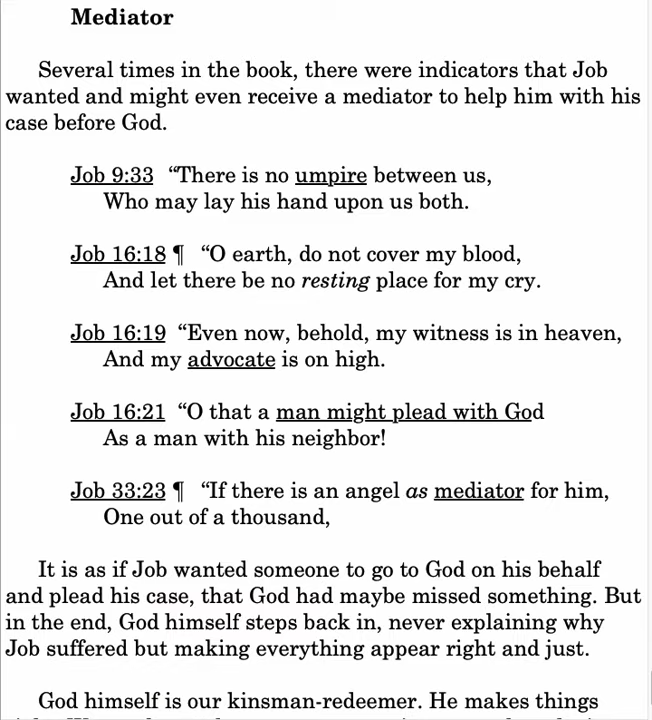 Mediator
Several times in the book, there were indicators that Job
wanted and might even receive a mediator to help him with his
case before God.
Job 9:33 “There is no umpire between us,
Who may lay his hand upon us both.
Job 16:18 ¶ “O earth, do not cover my blood,
And let there be no resting place for my cry.
Job 16:19 “Even now, behold, my witness is in heaven,
And my advocate is on high.
Job 16:21 “O that a man might plead with God
As a man with his neighbor!
Job 33:23 ¶ “If there is an angel as mediator for him,
One out of a thousand,
It is as if Job wanted someone to go to God on his behalf
and plead his case, that God had maybe missed something. But
in the end, God himself steps back in, never explaining why
Job suffered but making everything appear right and just.
God himself is our kinsman-redeemer. He makes things